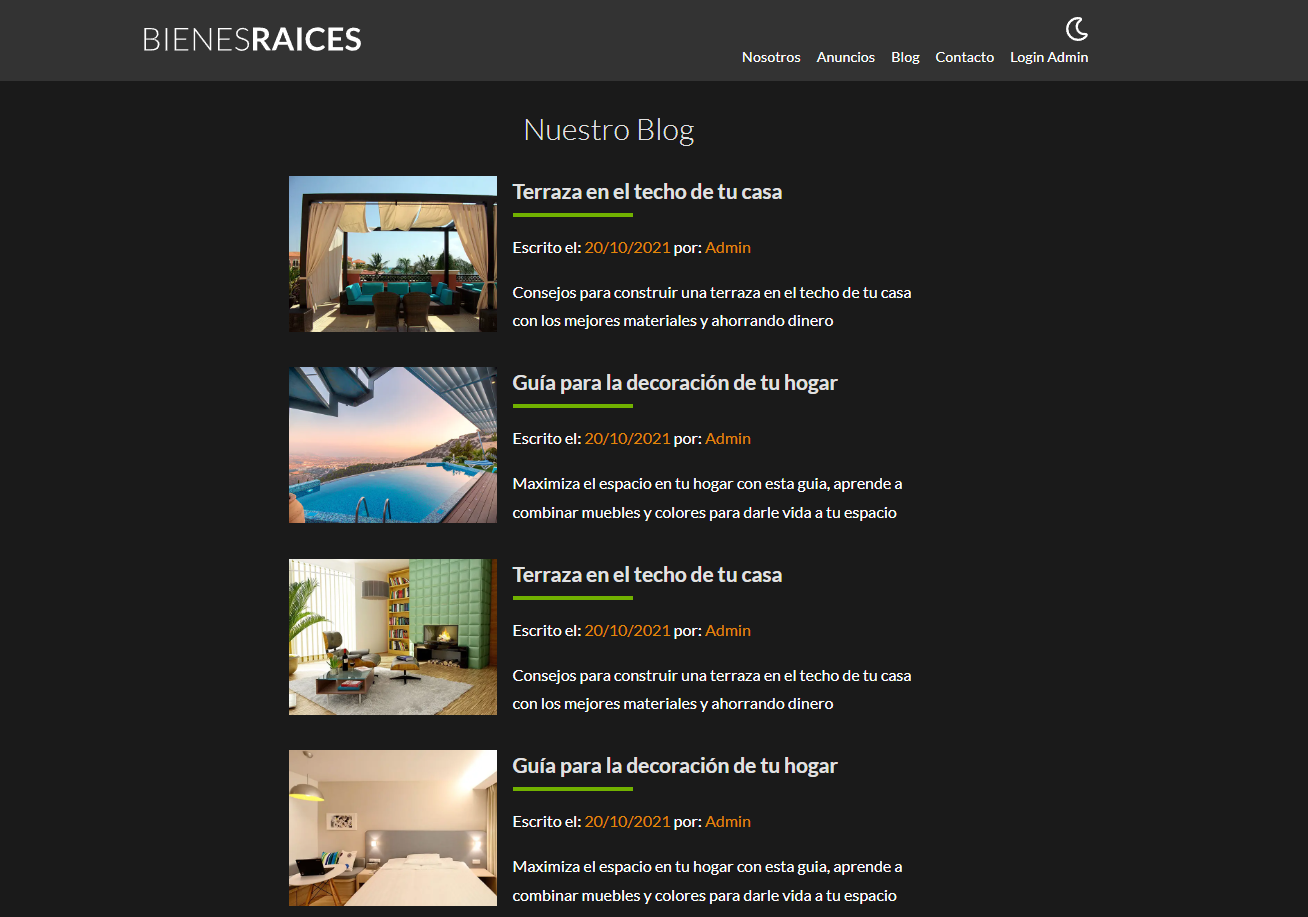 BIENESRAICES
Nosotros Anuncios Blog Contacto Login Admin
Nuestro Blog
Terraza en el techo de tu casa
Escrito el: 20/10/2021 por: Admin
Consejos para construir una terraza en el techo de tu casa
con los mejores materiales y ahorrando dinero
Guía para la decoración de tu hogar
Escrito el: 20/10/2021 por: Admin
Maximiza el espacio en tu hogar con esta guia, aprende a
combinar muebles y colores para darle vida a tu espacio
Terraza en el techo de tu casa
Escrito el: 20/10/2021 por: Admin
Consejos para construir una terraza en el techo de tu casa
con los mejores materiales y ahorrando dinero
Guía para la decoración de tu hogar
Escrito el: 20/10/2021 por: Admin
Maximiza el espacio en tu hogar con esta guia, aprende a
combinar muebles y colores para darle vida a tu espacio